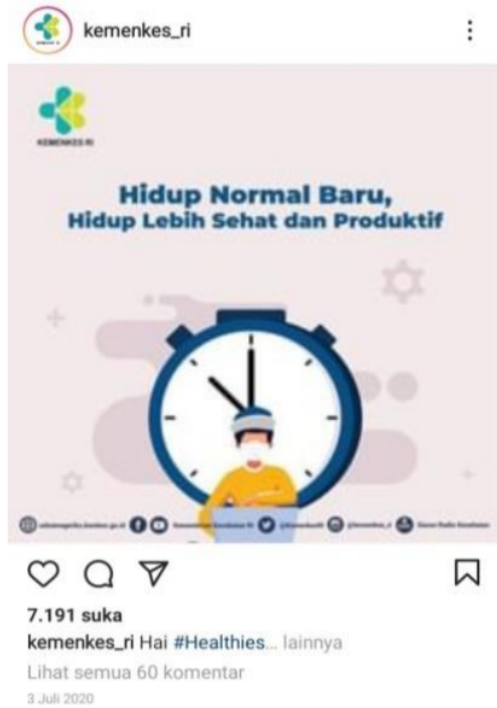 kemenkes_ri
KEMENKES RI
Hidup Normal Baru,
Hidup Lebih Sehat dan Produktif
7.191 suka
kemenkes_ri Hai #Healthies... lainnya
Lihat semua 60 komentar
3 Juli 2020